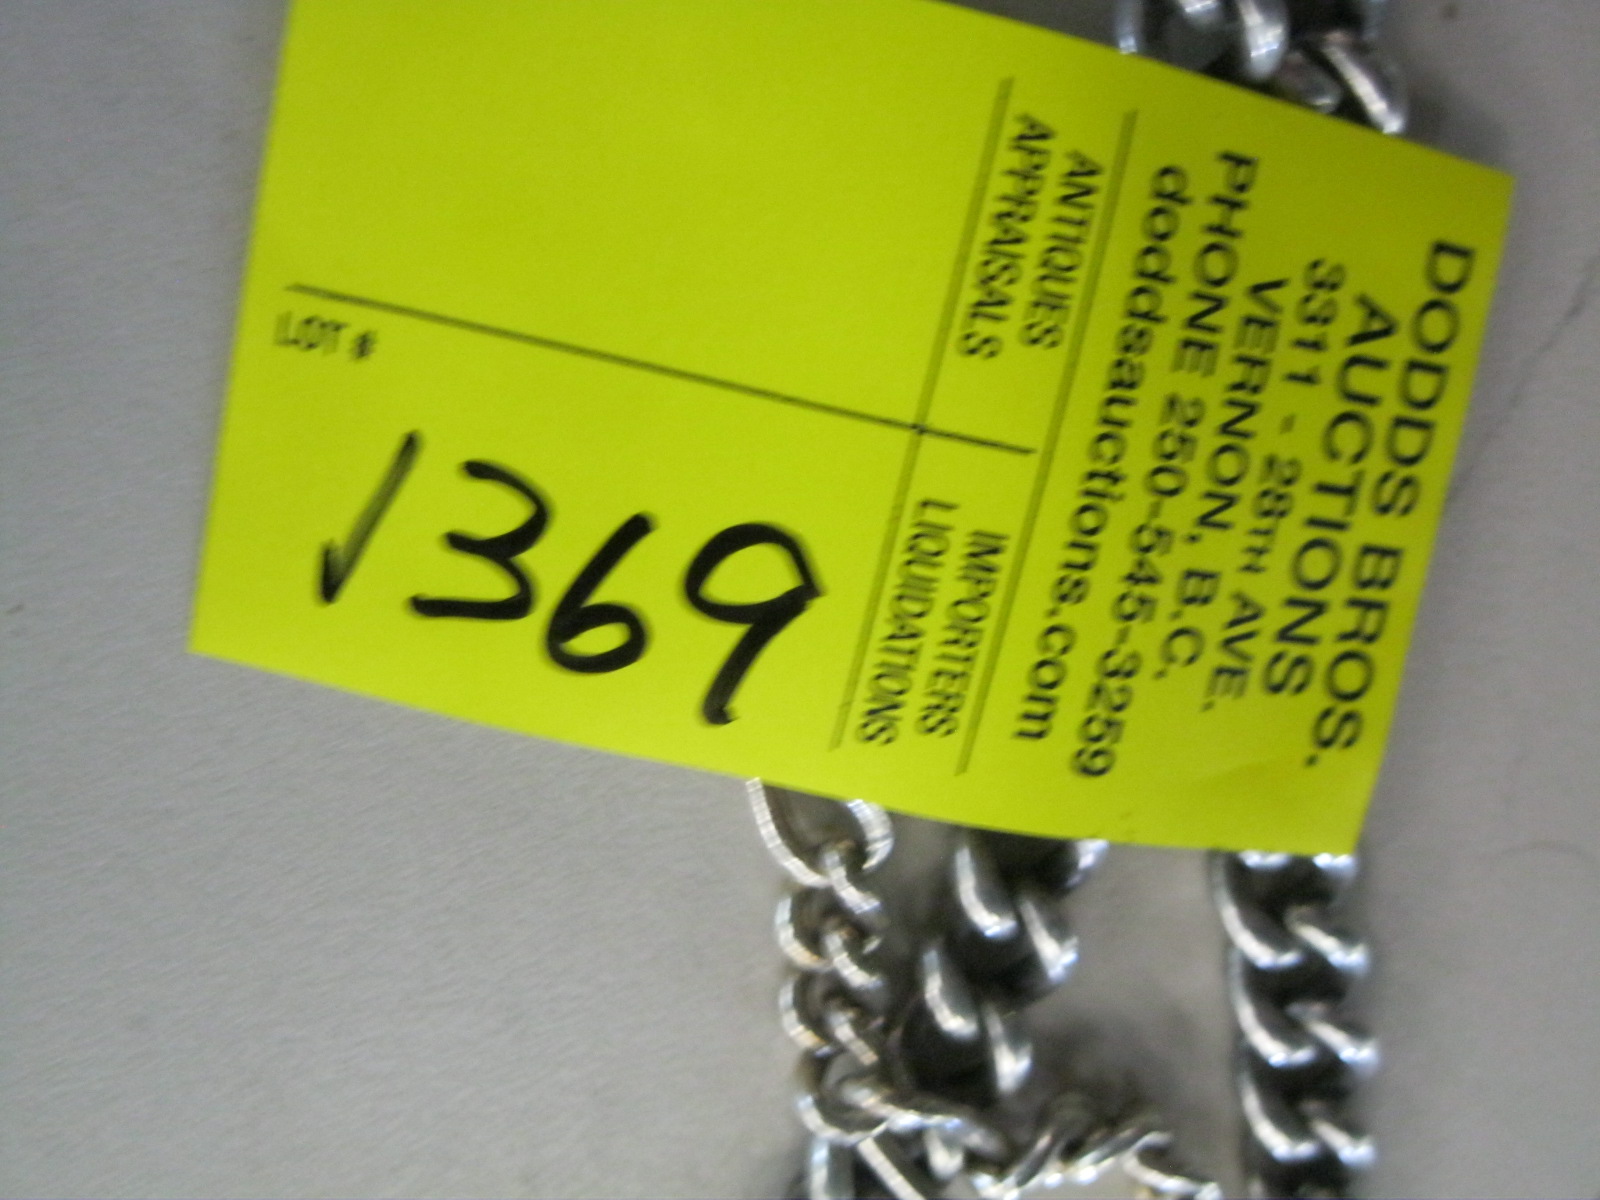 DODDS BROS.
AUCTIONS
3311 - 28TH AVE.
VERNON, B.C.
PHONE 250-545-3259
doddsauctions.com
ANTIQUES
APPRAISALS
IMPORTERS
LIQUIDATIONS
LOT #
1369